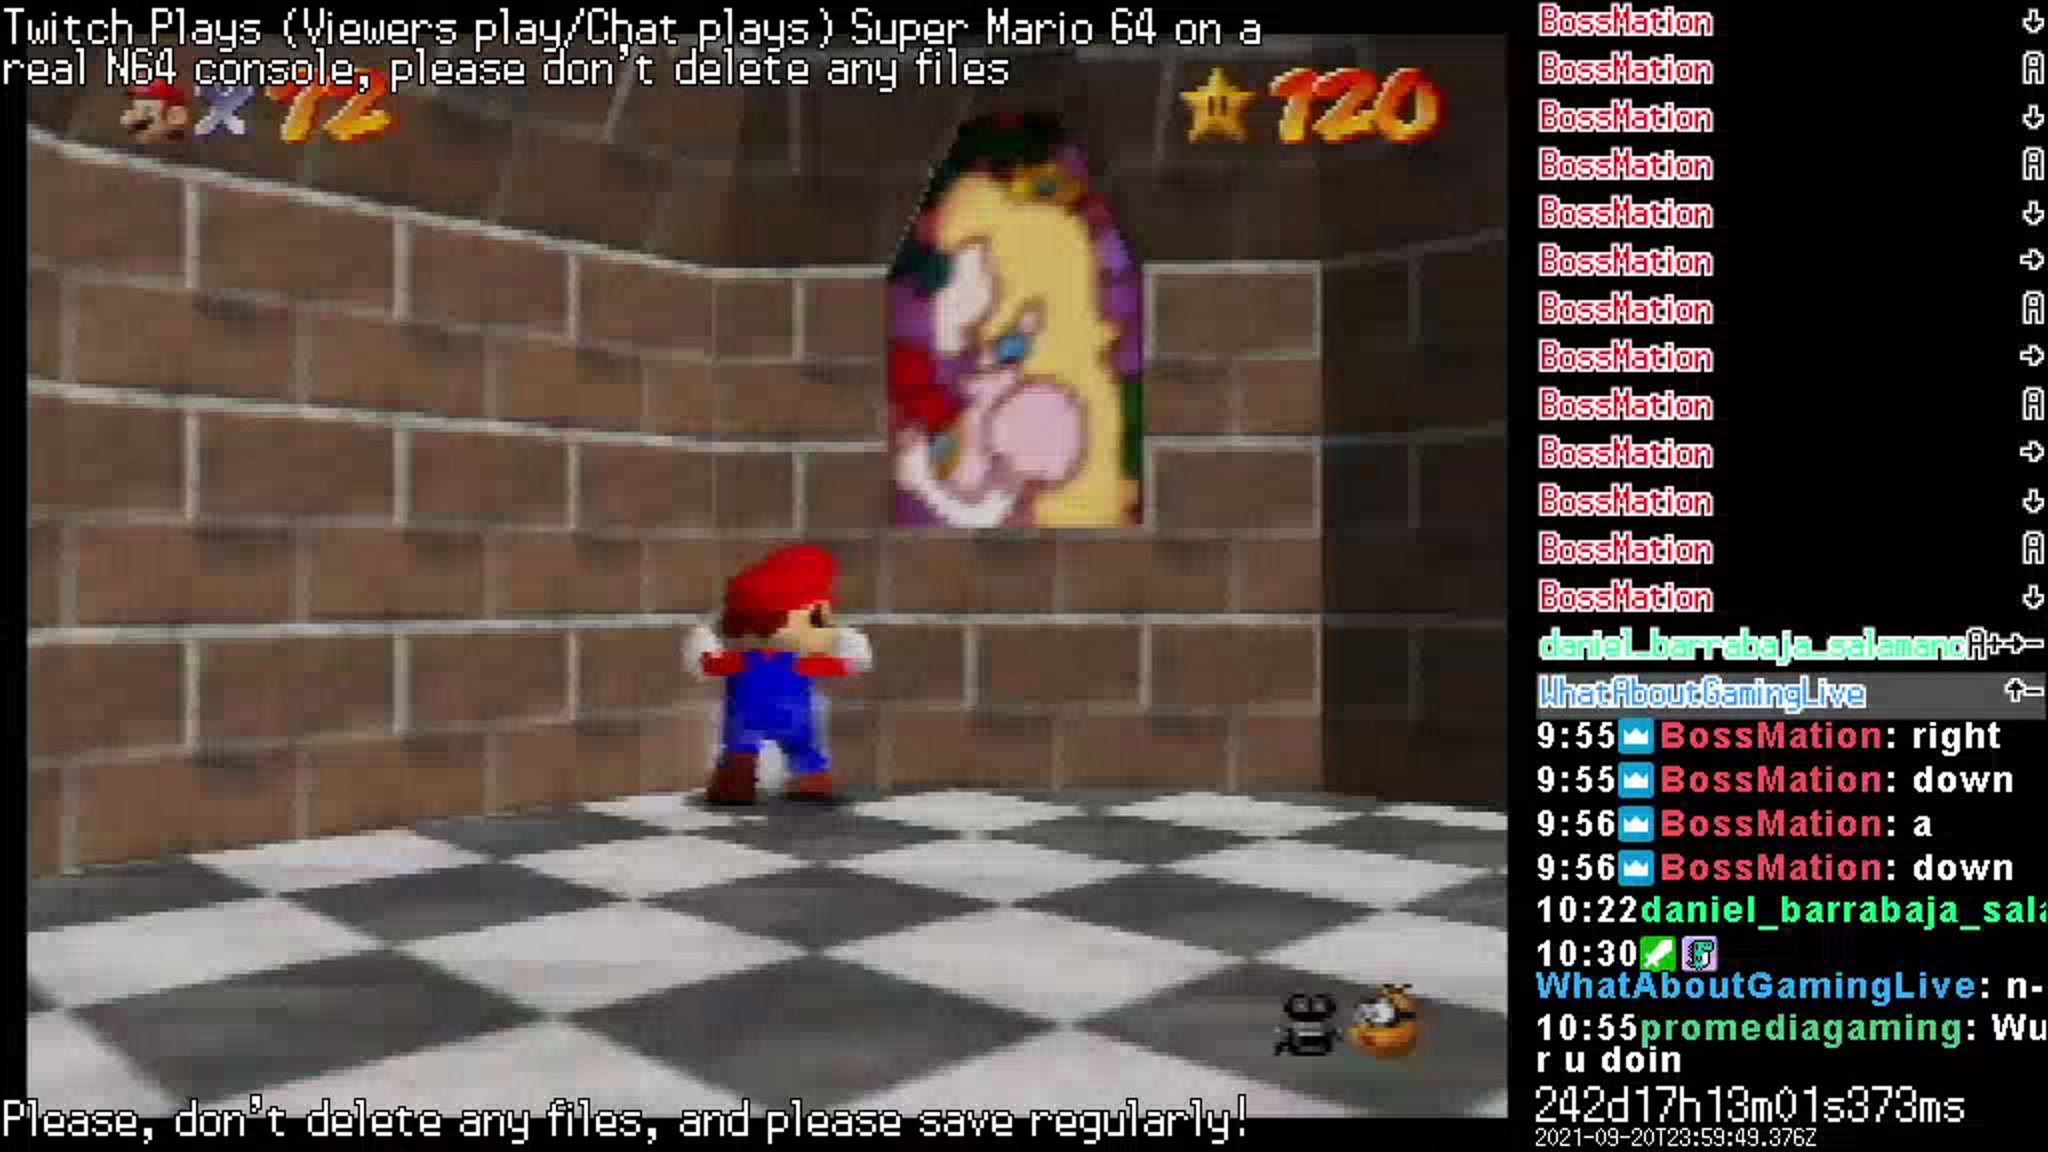 Twitch Plays (Viewers play/Chat plays) Super Mario 64 on a
real N64 console, please don't delete any files
x 72
120
BossMation ↓
BossMation A
BossMation ↓
BossMation A
BossMation ↓
BossMation →
BossMation A
BossMation →
BossMation A
BossMation →
BossMation ↓
BossMation A
BossMation ↓
daniel_barrabaja_salamancA+→-
WhatAboutGamingLive ↑-
9:55 BossMation: right
9:55 BossMation: down
9:56 BossMation: a
9:56 BossMation: down
10:22 daniel_barrabaja_sala
10:30
WhatAboutGamingLive: n-
10:55 promediagaming: Wu
r u doin
242d17h13m01s373ms
2021-09-20T23:59:49.376Z
Please, don't delete any files, and please save regularly!